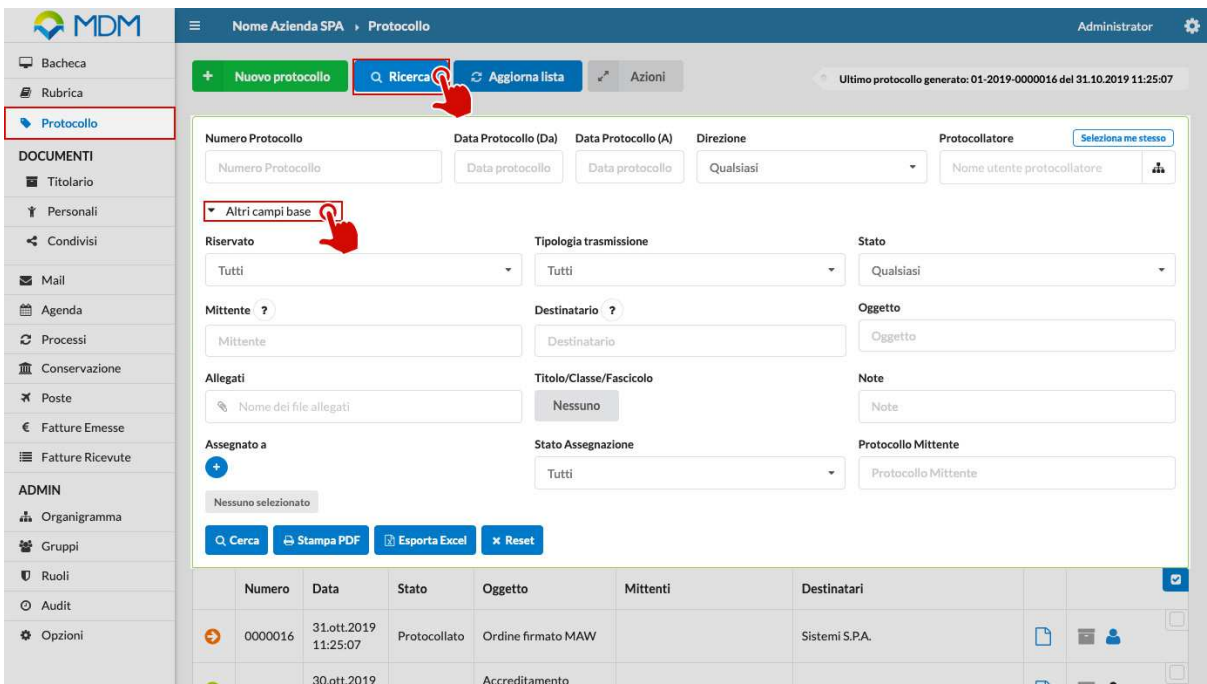 MDM
Nome Azienda SPA › Protocollo
Administrator
Bacheca
Rubrica
Protocollo
DOCUMENTI
Titolario
Personali
Condivisi
Mail
Agenda
Processi
Conservazione
Poste
Fatture Emesse
Fatture Ricevute
ADMIN
Organigramma
Gruppi
Ruoli
Audit
Opzioni
+ Nuovo protocollo
Ricerca
Aggiorna lista
Azioni
Ultimo protocollo generato: 01-2019-0000016 del 31.10.2019 11:25:07
Numero Protocollo
Data Protocollo (Da)
Data Protocollo (A)
Direzione
Protocollatore
Seleziona me stesso
Numero Protocollo
Data protocollo
Data protocollo
Qualsiasi
Nome utente protocollatore
Altri campi base
Riservato
Tipologia trasmissione
Stato
Tutti
Tutti
Qualsiasi
Mittente ?
Destinatario ?
Oggetto
Mittente
Destinatario
Oggetto
Allegati
Titolo/Classe/Fascicolo
Note
Nome dei file allegati
Nessuno
Note
Assegnato a
Stato Assegnazione
Protocollo Mittente
+
Tutti
Protocollo Mittente
Nessuno selezionato
Cerca
Stampa PDF
Esporta Excel
× Reset
Numero Data Stato Oggetto Mittenti Destinatari
0000016 31.ott.2019 Protocollato Ordine firmato MAW Sistemi S.P.A.
11:25:07
30.ott.2019 Accreditamento